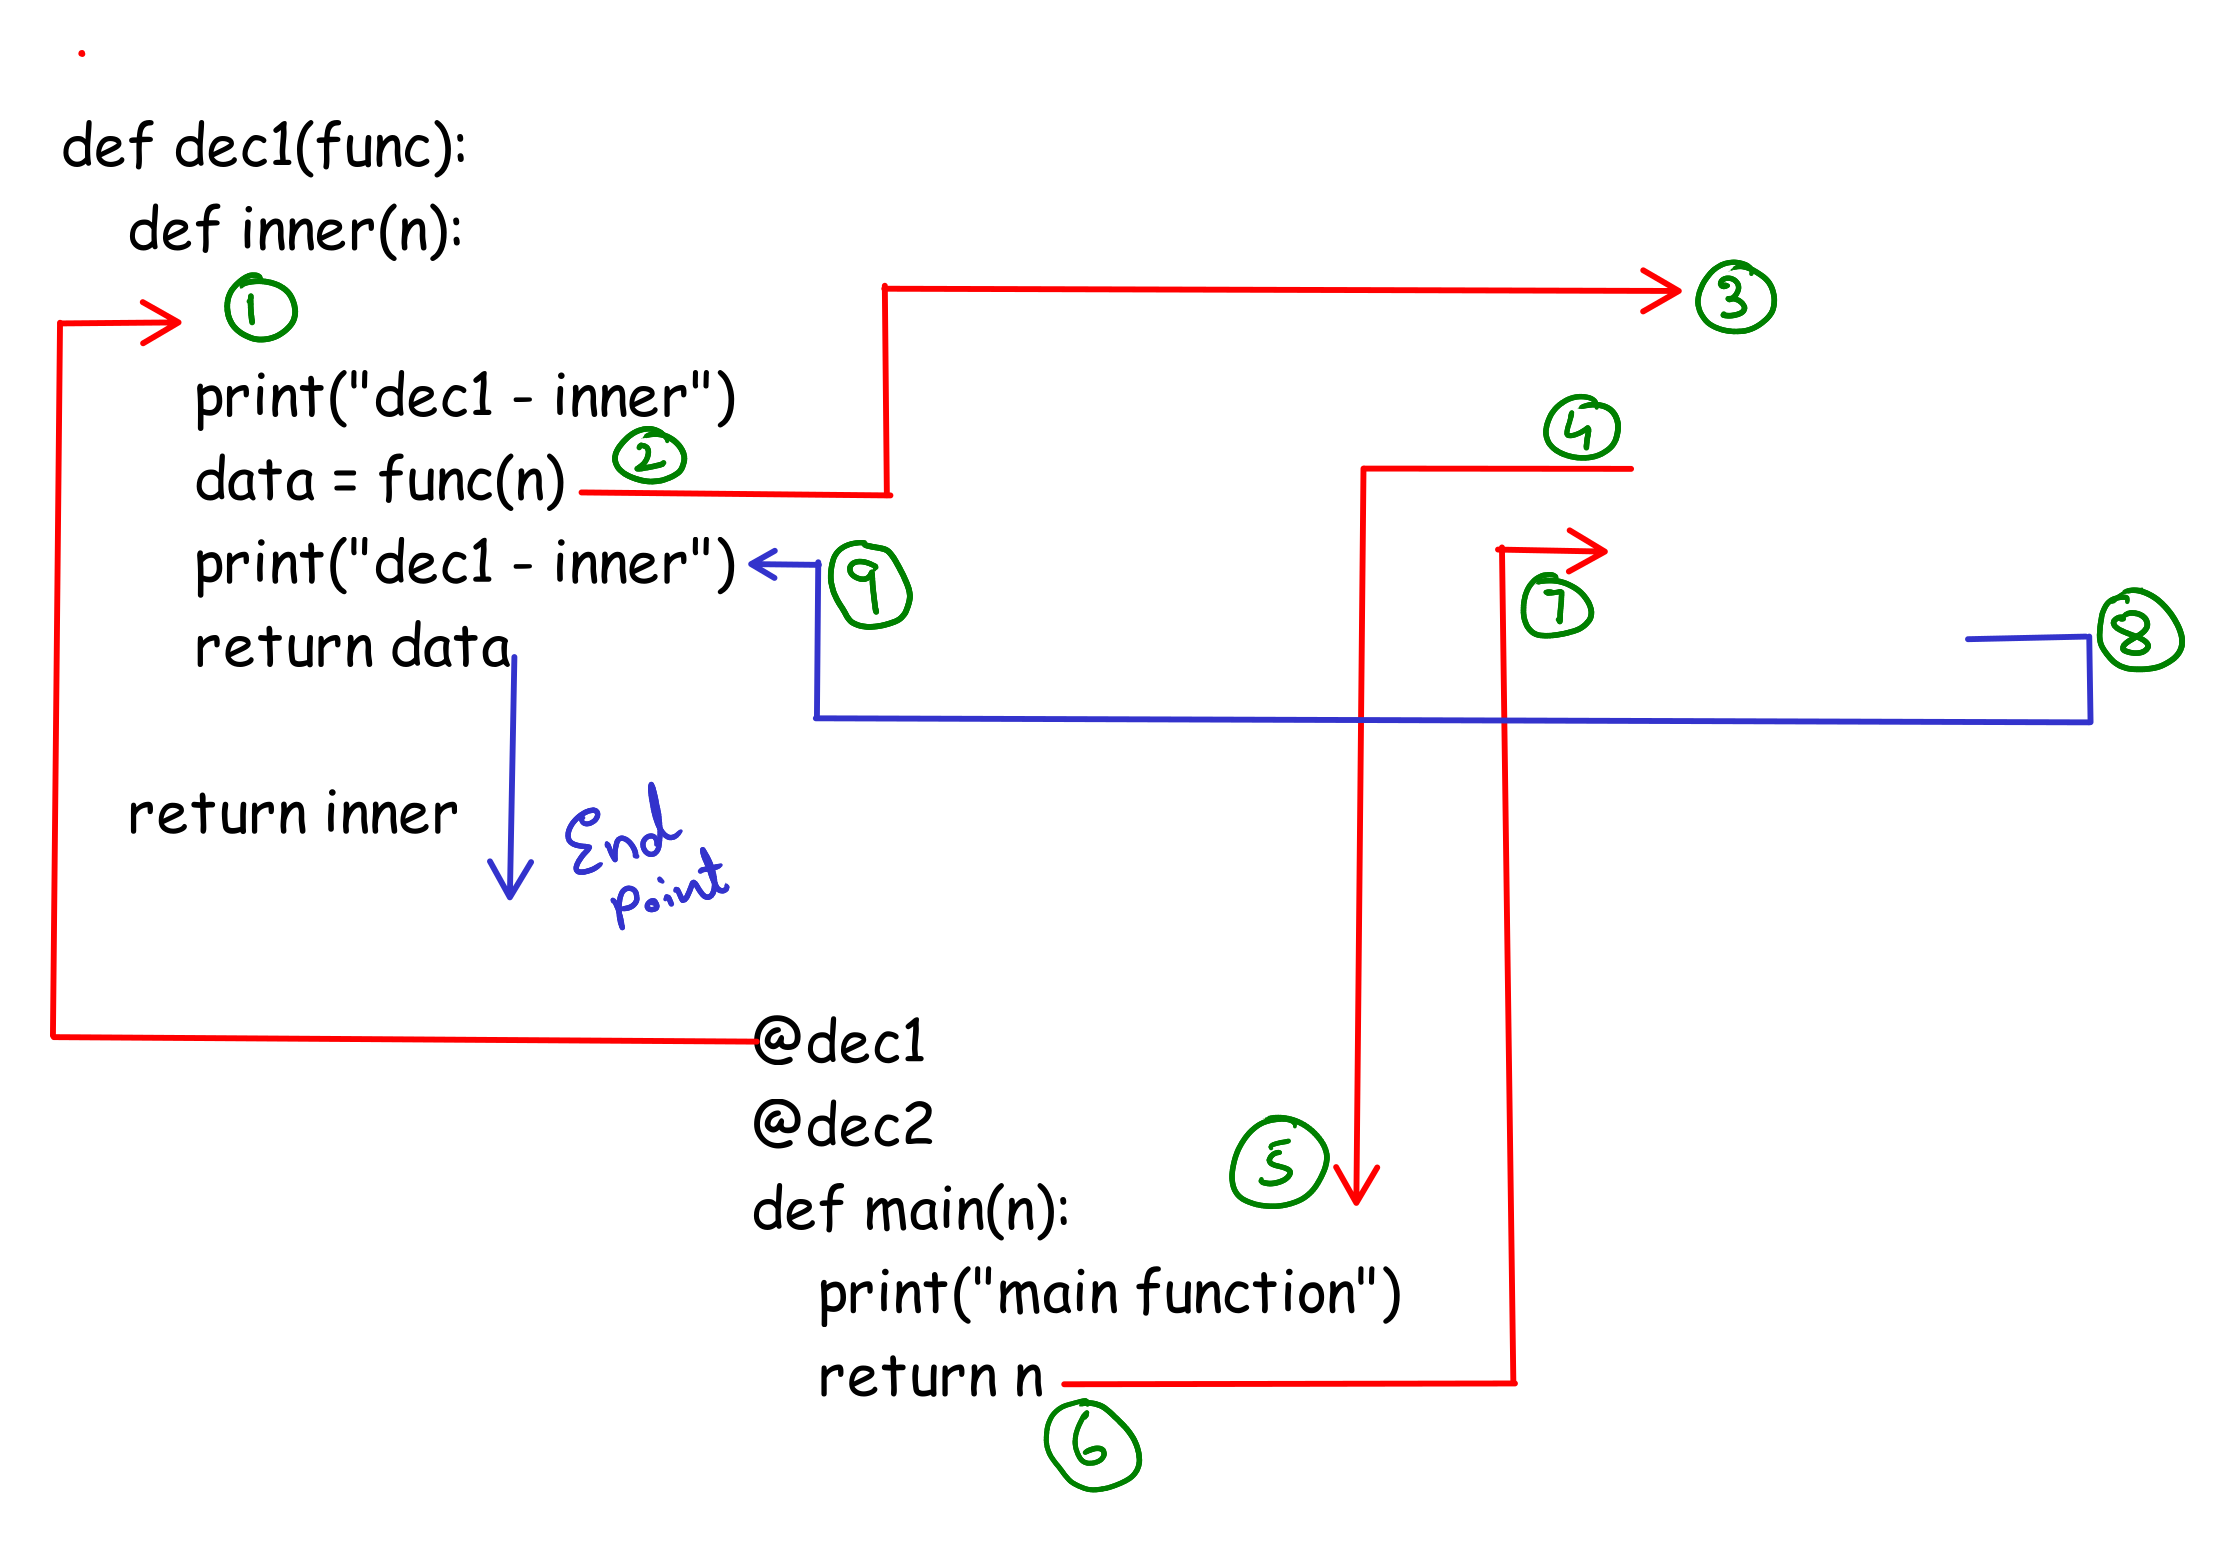 def dec1(func):
def inner(n):
1
3
print("dec1 - inner")
4
2
data = func(n)
print("dec1 - inner")
9
7
8
return data
return inner
End
point
@dec1
@dec2
5
def main(n):
print("main function")
return n
6